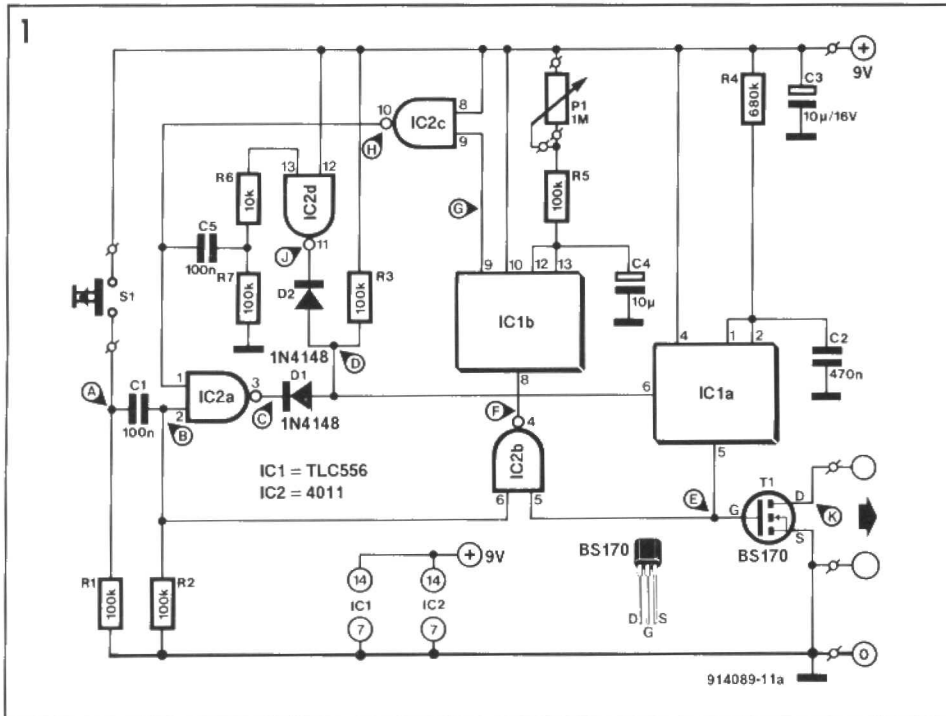 1
+
9V
R4
680k
C3
10µ/16V
10
IC2c
8
9
H
P1
1M
13
12
R6
10k
IC2d
G
R5
100k
C5
100n
J
11
R3
100k
9
10
12
13
C4
10µ
R7
100k
D2
IC1b
S1
1N4148
D
4
1
2
C2
470n
8
A
C1
100n
1
2
B
IC2a
3
D1
C
1N4148
6
IC1a
F
4
IC2b
5
IC1 = TLC556
IC2 = 4011
6
5
E
T1
G
D
S
K
BS170
BS170
+
9V
R1
100k
R2
100k
14
14
IC1
IC2
7
7
D
S
G
0
914089-11a